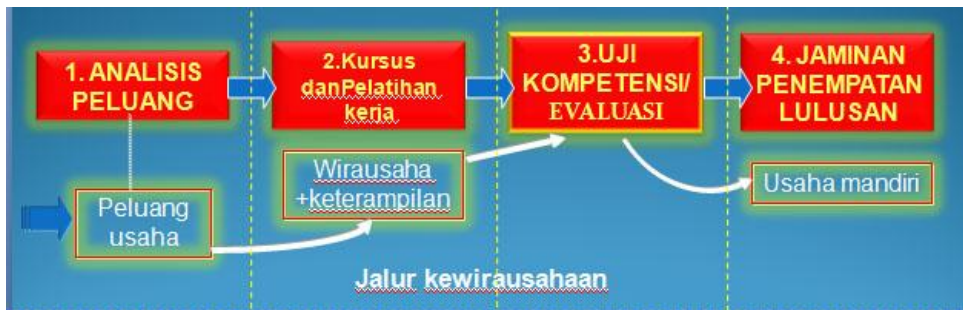 1. ANALISIS
PELUANG
2.Kursus
danPelatihan
kerja
3.UJI
KOMPETENSI/
EVALUASI
4. JAMINAN
PENEMPATAN
LULUSAN
Peluang
usaha
Wirausaha
+keterampilan
Usaha mandiri
Jalur kewirausahaan